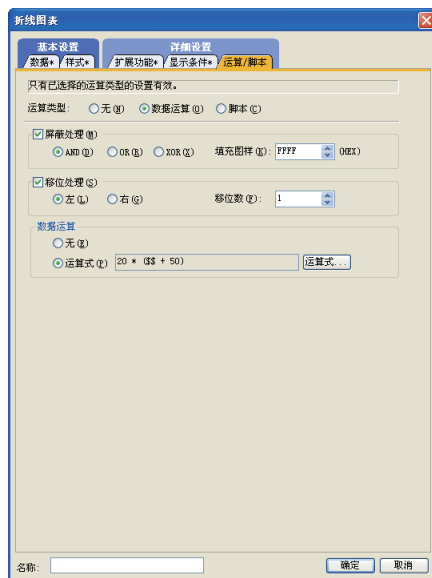 折线图表
基本设置 详细设置
数据* 样式* 扩展功能* 显示条件* 运算/脚本
只有已选择的运算类型的设置有效。
运算类型: 无(N) 数据运算(O) 脚本(C)
屏蔽处理(M)
AND(D) OR(R) XOR(X) 填充图样(K): FFFF (HEX)
移位处理(S)
左(L) 右(G) 移位数(F): 1
数据运算
无(E)
运算式(P) 20 * ($$ + 50) 运算式...
名称: 确定 取消